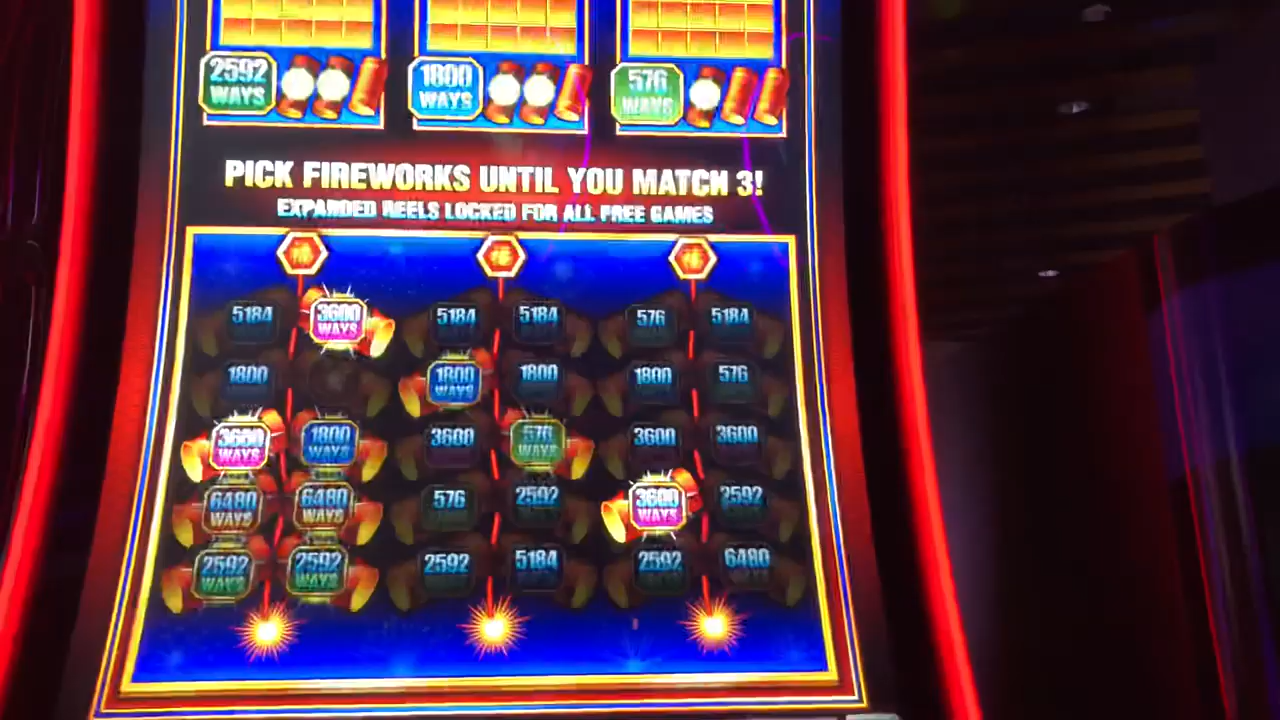 2592 1800 576
WAYS WAYS WAYS
PICK FIREWORKS UNTIL YOU MATCH 3!
EXPANDED REELS LOCKED FOR ALL FREE GAMES
5184 3600 WAYS 5184 5184 576 5184
1800 1800 WAYS 1800 1800 576
3600 WAYS 1800 WAYS 3600 576 WAYS 3600 3600
6480 WAYS 6480 WAYS 576 2592 3600 WAYS 2592
2592 WAYS 2592 WAYS 2592 5184 2592 6480